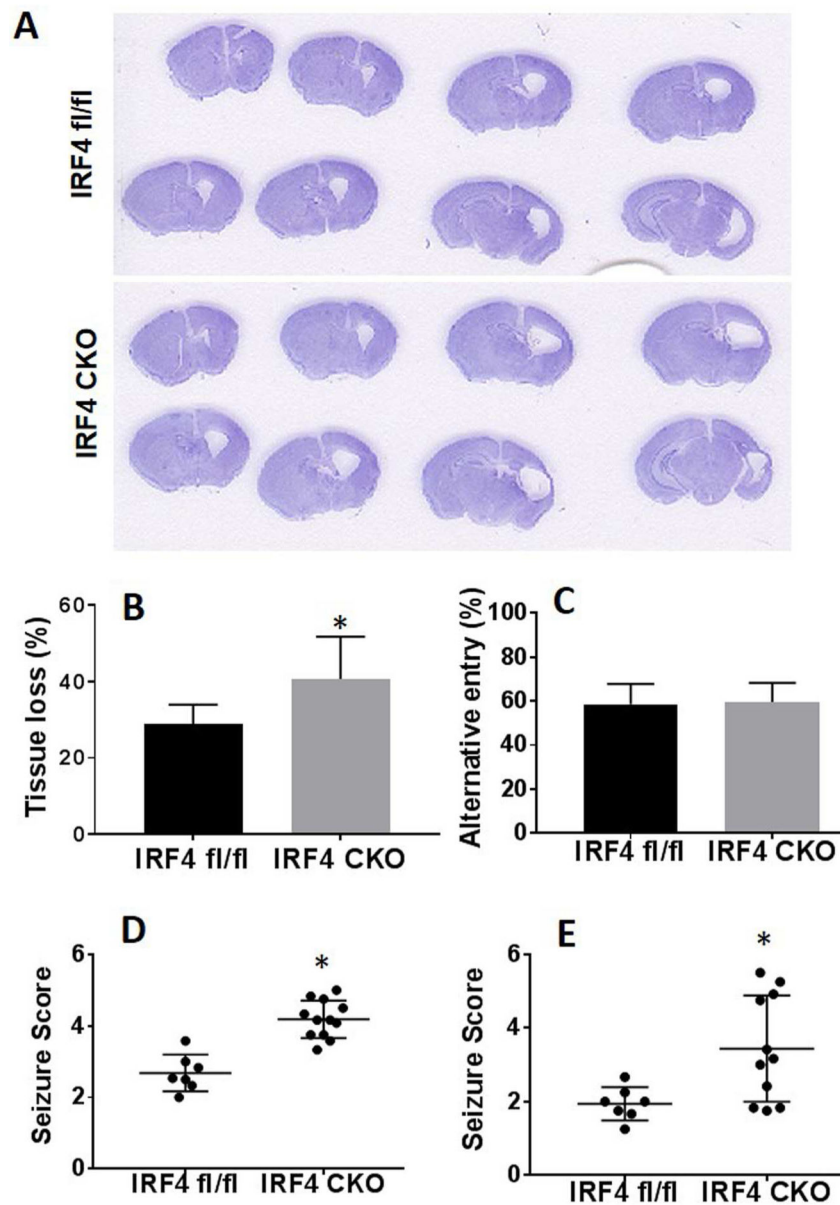 A
IRF4 fl/fl
IRF4 CKO
B
Tissue loss (%)
60
40
20
0
*
IRF4 fl/fl
IRF4 CKO
C
Alternative entry (%)
100
80
60
40
20
0
IRF4 fl/fl
IRF4 CKO
D
Seizure Score
6
4
2
0
*
IRF4 fl/fl
IRF4 CKO
E
Seizure Score
6
4
2
0
*
IRF4 fl/fl
IRF4 CKO